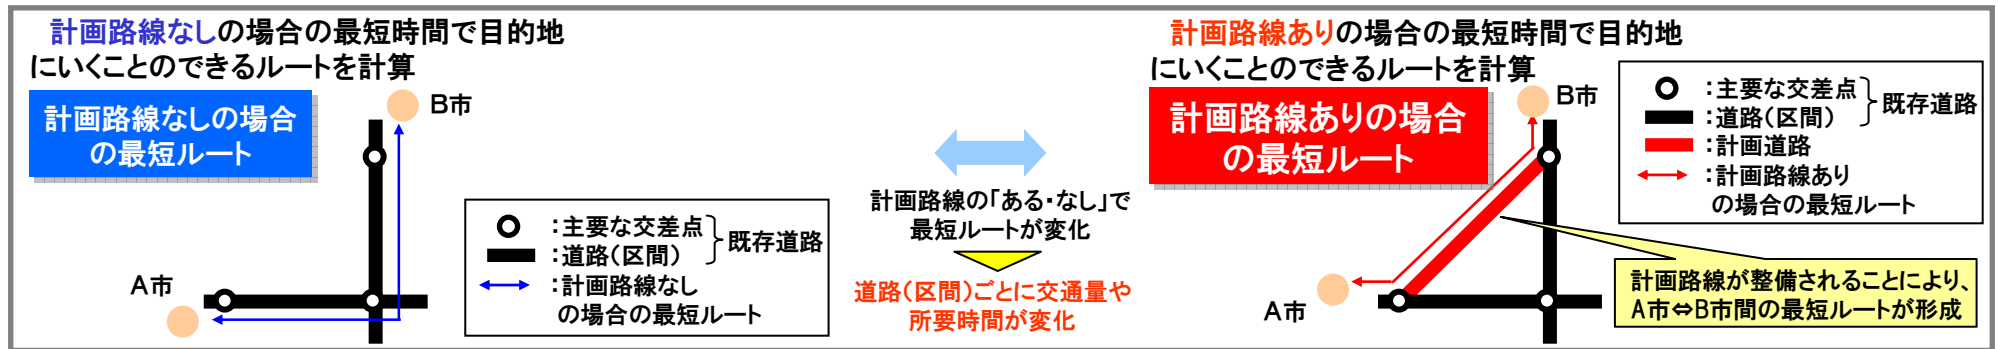 計画路線なしの場合の最短時間で目的地
にいくことのできるルートを計算
計画路線なしの場合
の最短ルート
B市
A市
:主要な交差点
:道路(区間)
既存道路
:計画路線なし
の場合の最短ルート
計画路線の「ある・なし」で
最短ルートが変化
道路(区間)ごとに交通量や
所要時間が変化
計画路線ありの場合の最短時間で目的地
にいくことのできるルートを計算
計画路線ありの場合
の最短ルート
B市
A市
:主要な交差点
:道路(区間)
既存道路
:計画道路
:計画路線あり
の場合の最短ルート
計画路線が整備されることにより、
A市⇔B市間の最短ルートが形成